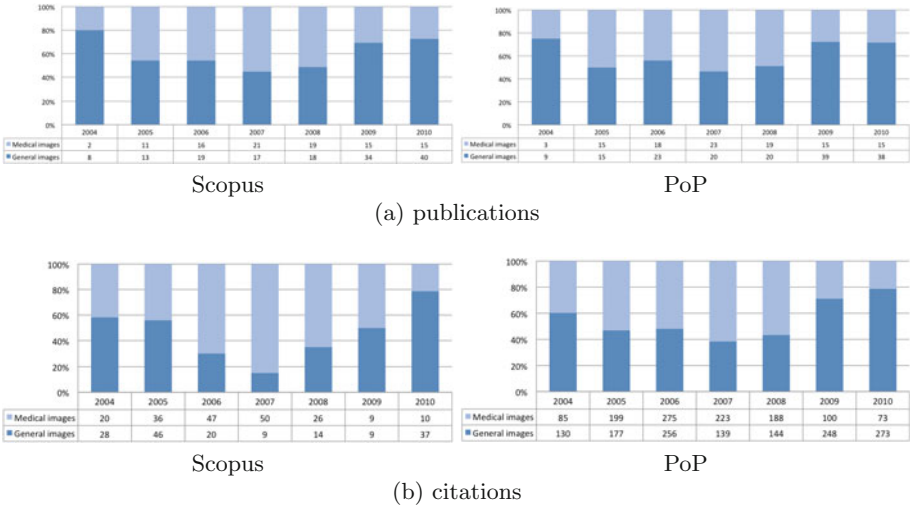 100%
80%
60%
40%
20%
0%
2004 2005 2006 2007 2008 2009 2010
Medical images 2 11 16 21 19 15 15
General images 8 13 19 17 18 34 40
Scopus
100%
80%
60%
40%
20%
0%
2004 2005 2006 2007 2008 2009 2010
Medical images 3 15 18 23 19 15 15
General images 9 15 23 20 20 39 38
PoP
(a) publications
100%
80%
60%
40%
20%
0%
2004 2005 2006 2007 2008 2009 2010
Medical images 20 36 47 50 26 9 10
General images 28 46 20 9 14 9 37
Scopus
100%
80%
60%
40%
20%
0%
2004 2005 2006 2007 2008 2009 2010
Medical images 85 199 275 223 188 100 73
General images 130 177 256 139 144 248 273
PoP
(b) citations